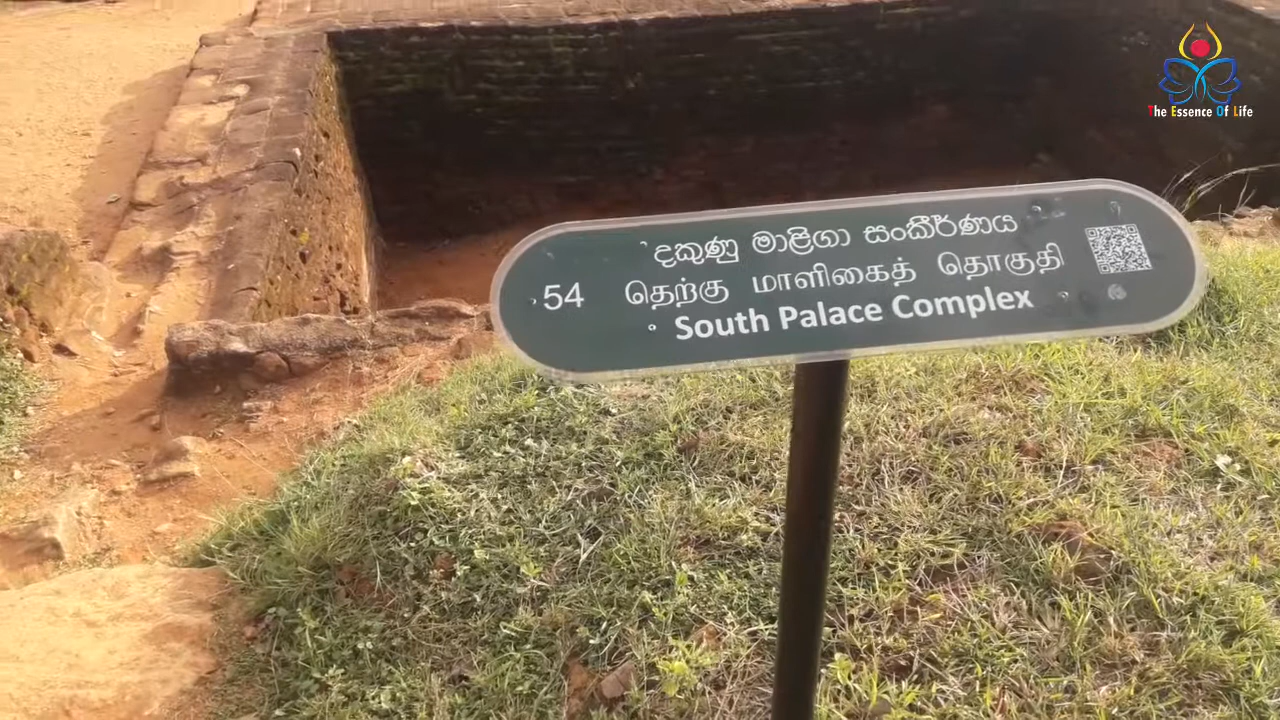 The Essence Of Life
දකුණු මාළිගා සංකීර්ණය
54
தெற்கு மாளிகைத் தொகுதி
South Palace Complex